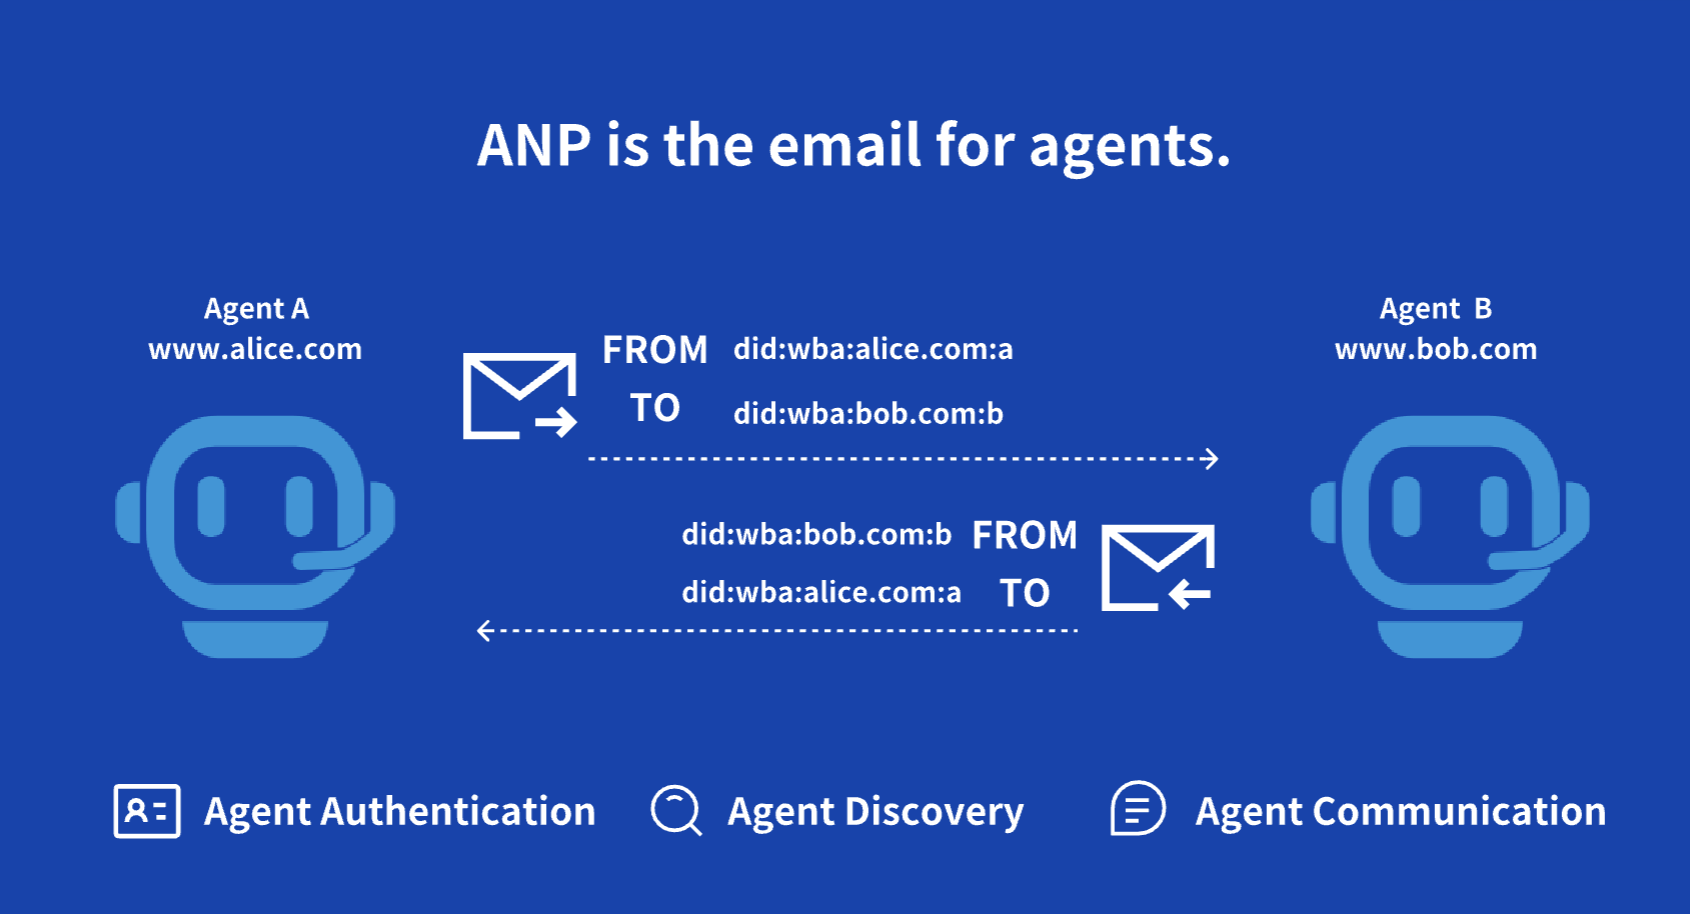 ANP is the email for agents.
Agent A
www.alice.com
FROM did:wba:alice.com:a
TO did:wba:bob.com:b
Agent  B
www.bob.com
did:wba:bob.com:b FROM
did:wba:alice.com:a TO
Agent Authentication
Agent Discovery
Agent Communication